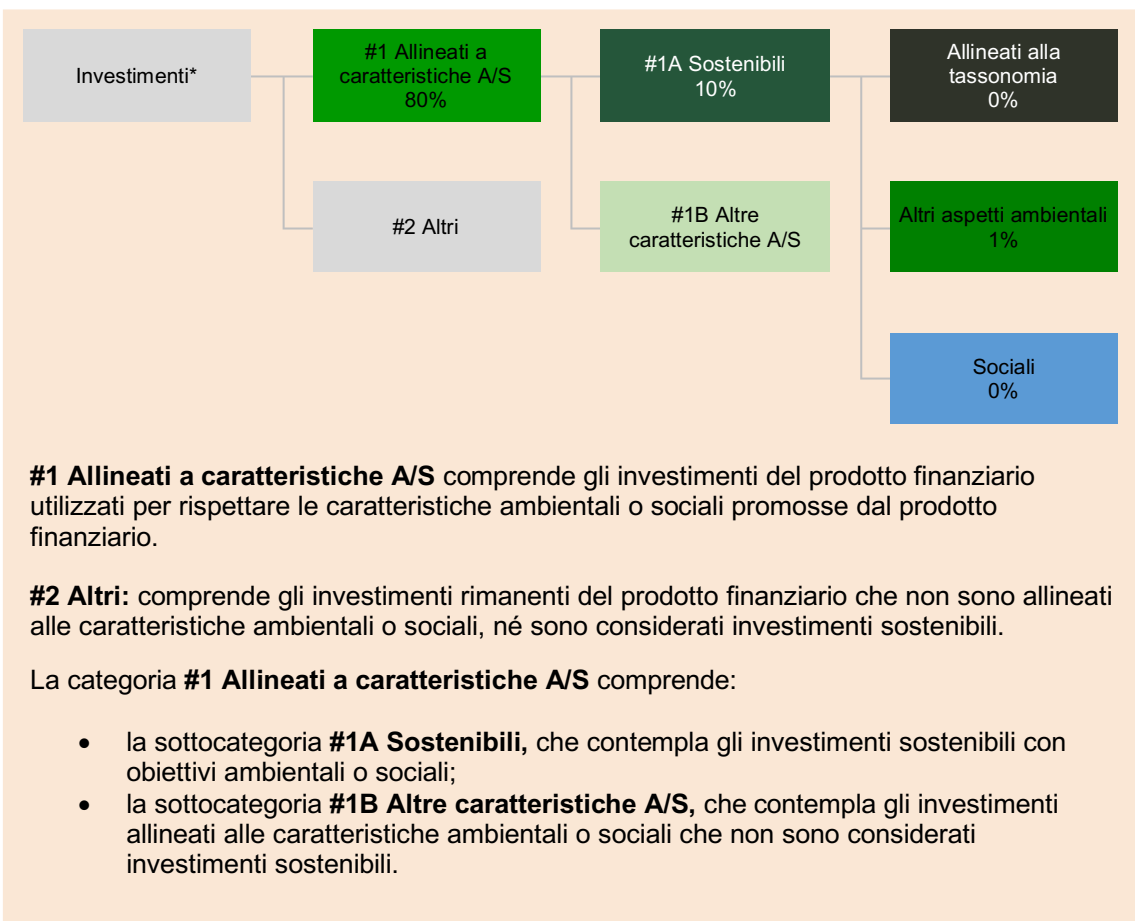 Investimenti*
#1 Allineati a
caratteristiche A/S
80%
#1A Sostenibili
10%
Allineati alla
tassonomia
0%
#2 Altri
#1B Altre
caratteristiche A/S
Altri aspetti ambientali
1%
Sociali
0%
#1 Allineati a caratteristiche A/S comprende gli investimenti del prodotto finanziario
utilizzati per rispettare le caratteristiche ambientali o sociali promosse dal prodotto
finanziario.
#2 Altri: comprende gli investimenti rimanenti del prodotto finanziario che non sono allineati
alle caratteristiche ambientali o sociali, né sono considerati investimenti sostenibili.
La categoria #1 Allineati a caratteristiche A/S comprende:
• la sottocategoria #1A Sostenibili, che contempla gli investimenti sostenibili con
obiettivi ambientali o sociali;
• la sottocategoria #1B Altre caratteristiche A/S, che contempla gli investimenti
allineati alle caratteristiche ambientali o sociali che non sono considerati
investimenti sostenibili.